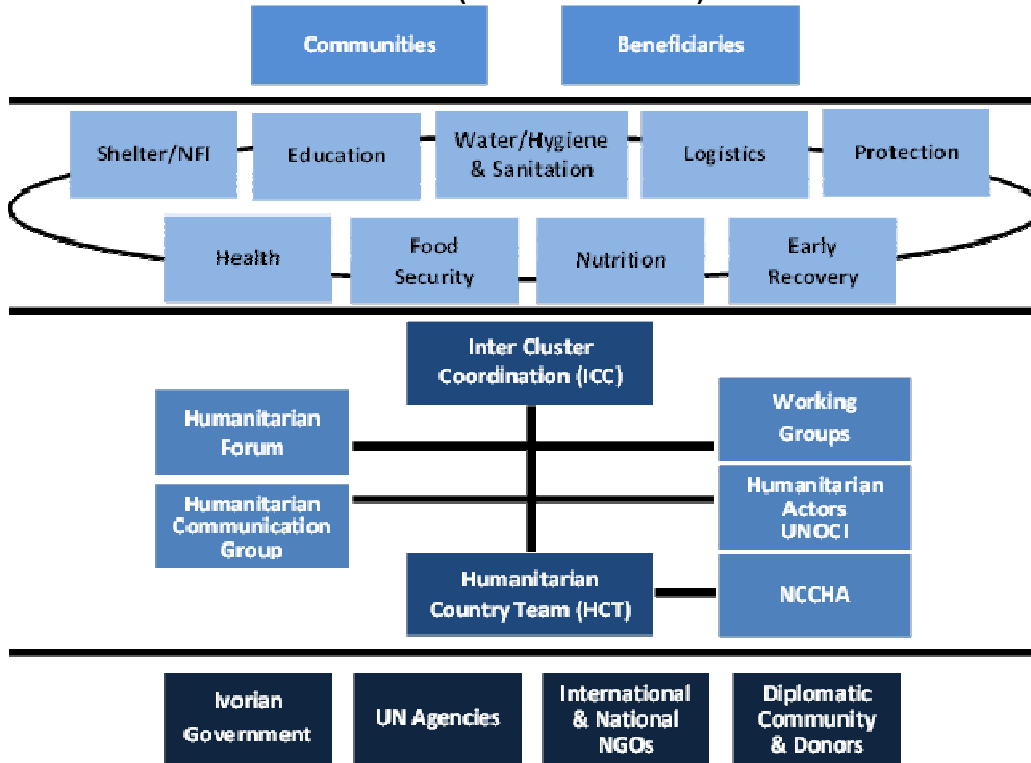 Communities
Beneficiaries
Shelter/NFI
Education
Water/Hygiene
& Sanitation
Logistics
Protection
Health
Food
Security
Nutrition
Early
Recovery
Inter Cluster
Coordination (ICC)
Humanitarian
Forum
Working
Groups
Humanitarian
Communication
Group
Humanitarian
Actors
UNOCI
Humanitarian
Country Team (HCT)
NCCHA
Ivorian
Government
UN Agencies
International
& National
NGOs
Diplomatic
Community
& Donors